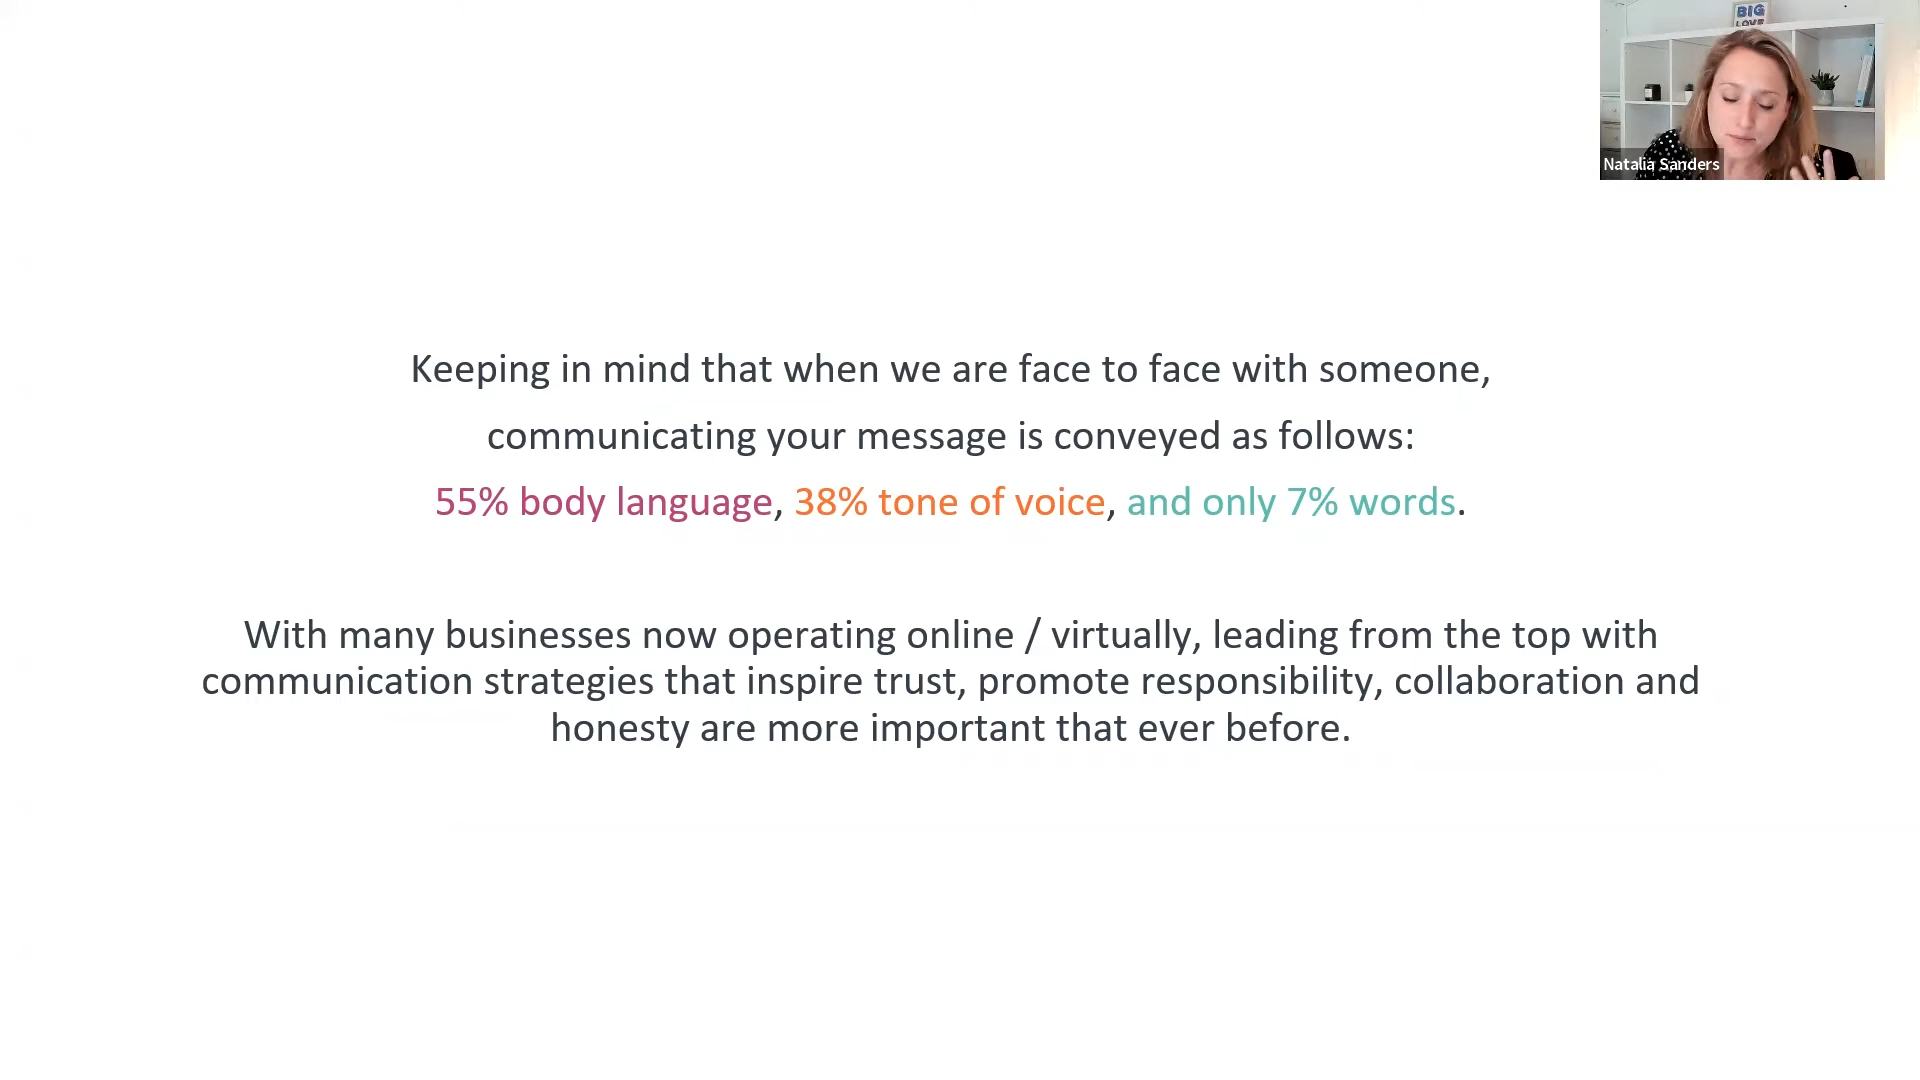 BIG
LOVE
Natalia Sanders
Keeping in mind that when we are face to face with someone,
communicating your message is conveyed as follows:
55% body language, 38% tone of voice, and only 7% words.
With many businesses now operating online / virtually, leading from the top with
communication strategies that inspire trust, promote responsibility, collaboration and
honesty are more important that ever before.